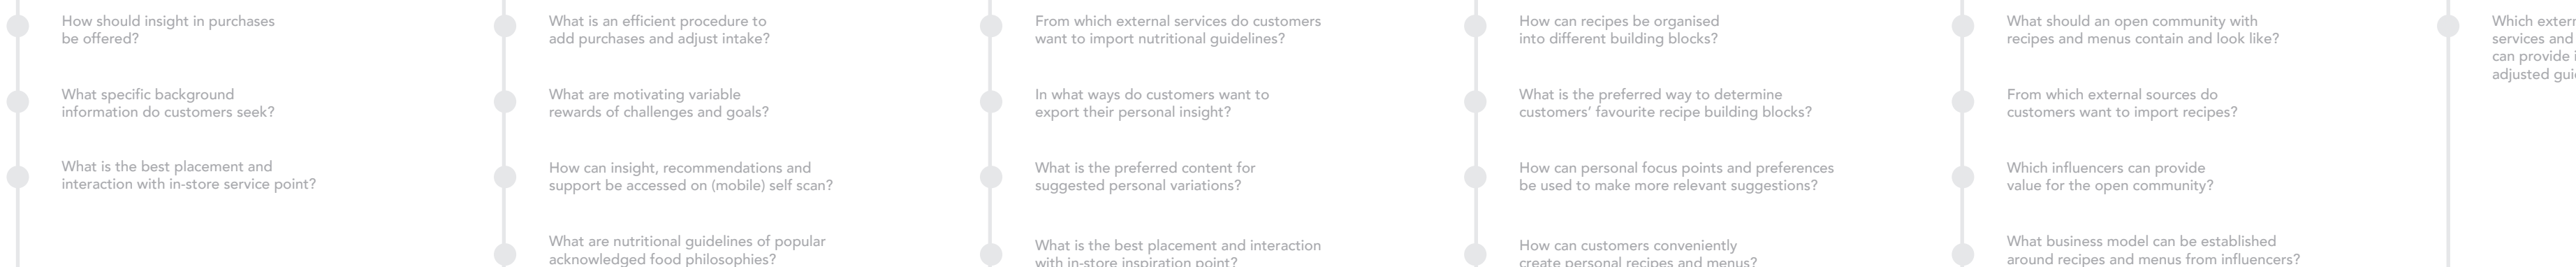 How should insight in purchases
be offered?
What specific background
information do customers seek?
What is the best placement and
interaction with in-store service point?
What is an efficient procedure to
add purchases and adjust intake?
What are motivating variable
rewards of challenges and goals?
How can insight, recommendations and
support be accessed on (mobile) self scan?
What are nutritional guidelines of popular
acknowledged food philosophies?
From which external services do customers
want to import nutritional guidelines?
In what ways do customers want to
export their personal insight?
What is the preferred content for
suggested personal variations?
What is the best placement and interaction
with in-store inspiration point?
How can recipes be organised
into different building blocks?
What is the preferred way to determine
customers’ favourite recipe building blocks?
How can personal focus points and preferences
be used to make more relevant suggestions?
How can customers conveniently
create personal recipes and menus?
What should an open community with
recipes and menus contain and look like?
From which external sources do
customers want to import recipes?
Which influencers can provide
value for the open community?
What business model can be established
around recipes and menus from influencers?
Which
services and
can provide
adjusted